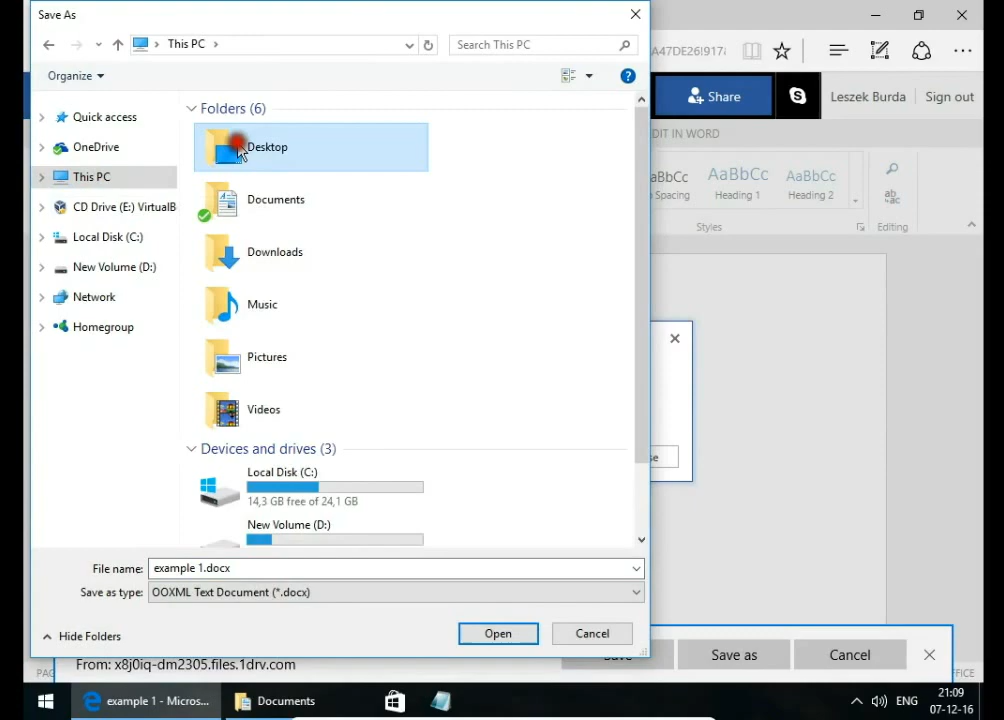 Save As
This PC
Search This PC
Organize
?
Quick access
OneDrive
This PC
CD Drive (E:) VirtualB
Local Disk (C:)
New Volume (D:)
Network
Homegroup
Folders (6)
Desktop
Documents
Downloads
Music
Pictures
Videos
Devices and drives (3)
Local Disk (C:)
14,3 GB free of 24,1 GB
New Volume (D:)
File name: example 1.docx
Save as type: OOXML Text Document (*.docx)
Hide Folders
Open
Cancel
A47DE26!917
Share
Leszek Burda
Sign out
DIT IN WORD
aBbCc
AaBbCc
AaBbCc
Spacing
Heading 1
Heading 2
Styles
Editing
From: x8j0iq-dm2305.files.1drv.com
Save as
Cancel
example 1 - Micros...
Documents
ENG
21:09
07-12-16